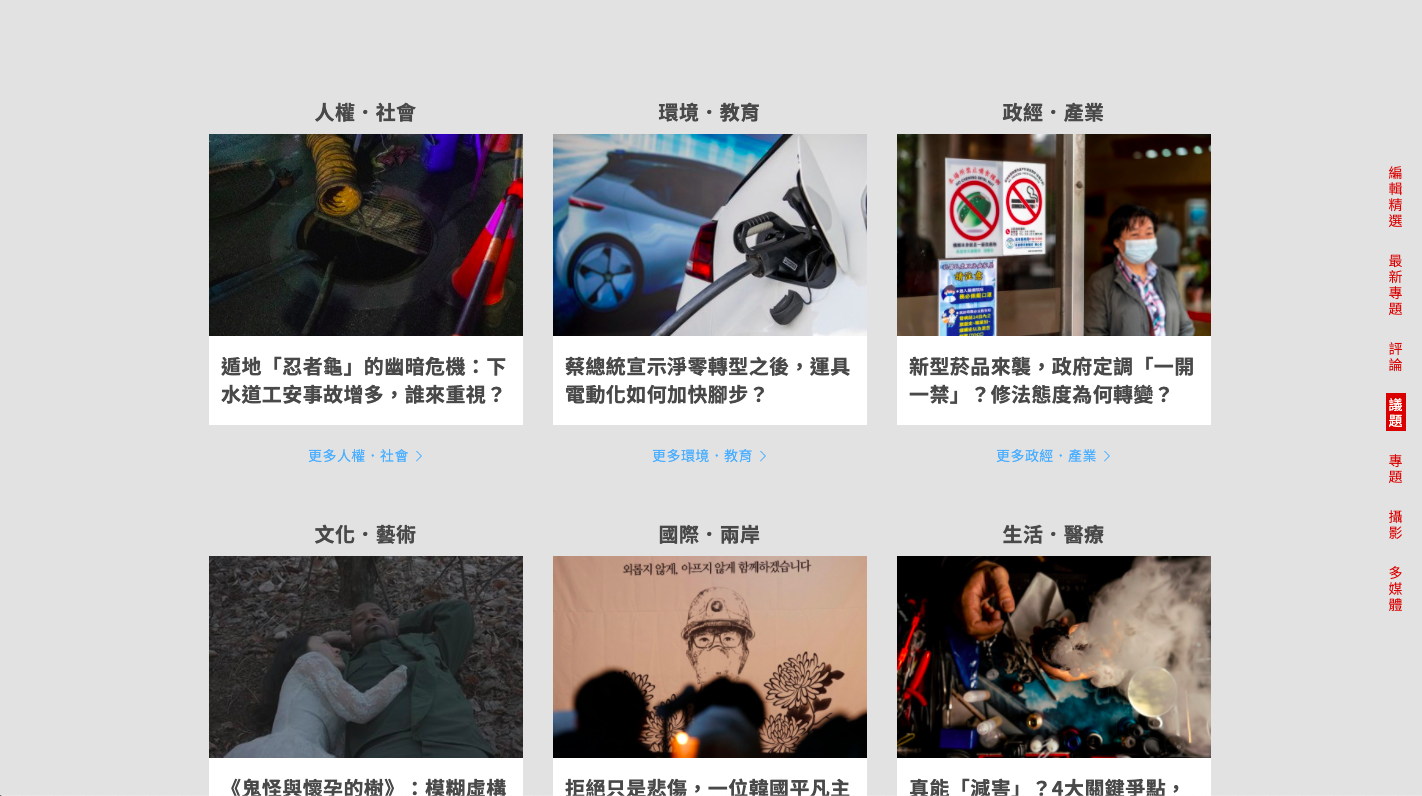 人權．社會
環境．教育
政經．產業
請注意
遁地「忍者龜」的幽暗危機：下
水道工安事故增多，誰來重視？
蔡總統宣示淨零轉型之後，運具
電動化如何加快腳步？
新型菸品來襲，政府定調「一開
一禁」？修法態度為何轉變？
更多人權．社會
更多環境．教育
更多政經．產業
文化．藝術
國際．兩岸
生活．醫療
외롭지 않게, 아프지 않게 함께하겠습니다
《鬼怪與懷孕的樹》：模糊虛構
拒絕只是悲傷，一位韓國平凡主
真能「減害」？4大關鍵爭點，
編輯精選
最新專題
評論
議題
專題
攝影
多媒體